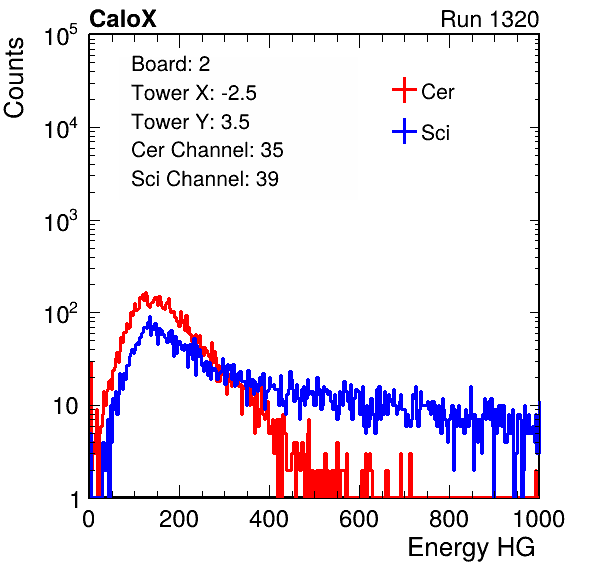 CaloX Run 1320
Counts
10^5
10^4
10^3
10^2
10
1
Board: 2
Tower X: -2.5
Tower Y: 3.5
Cer Channel: 35
Sci Channel: 39
Cer
Sci
0 200 400 600 800 1000
Energy HG